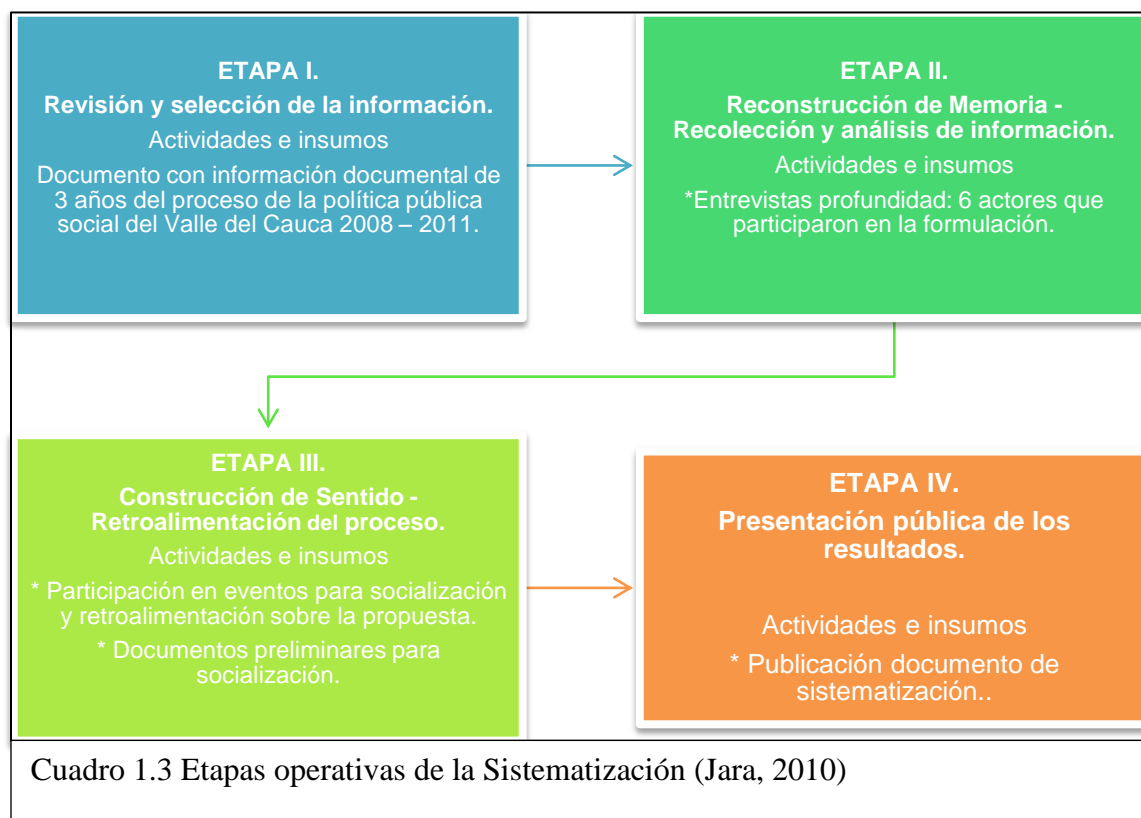 ETAPA I.
Revisión y selección de la información.
Actividades e insumos
Documento con información documental de
3 años del proceso de la política pública
social del Valle del Cauca 2008 – 2011.
ETAPA II.
Reconstrucción de Memoria -
Recolección y análisis de información.
Actividades e insumos
*Entrevistas profundidad: 6 actores que
participaron en la formulación.
ETAPA III.
Construcción de Sentido -
Retroalimentación del proceso.
Actividades e insumos
* Participación en eventos para socialización
y retroalimentación sobre la propuesta.
* Documentos preliminares para
socialización.
ETAPA IV.
Presentación pública de los
resultados.
Actividades e insumos
* Publicación documento de
sistematización..
Cuadro 1.3 Etapas operativas de la Sistematización (Jara, 2010)